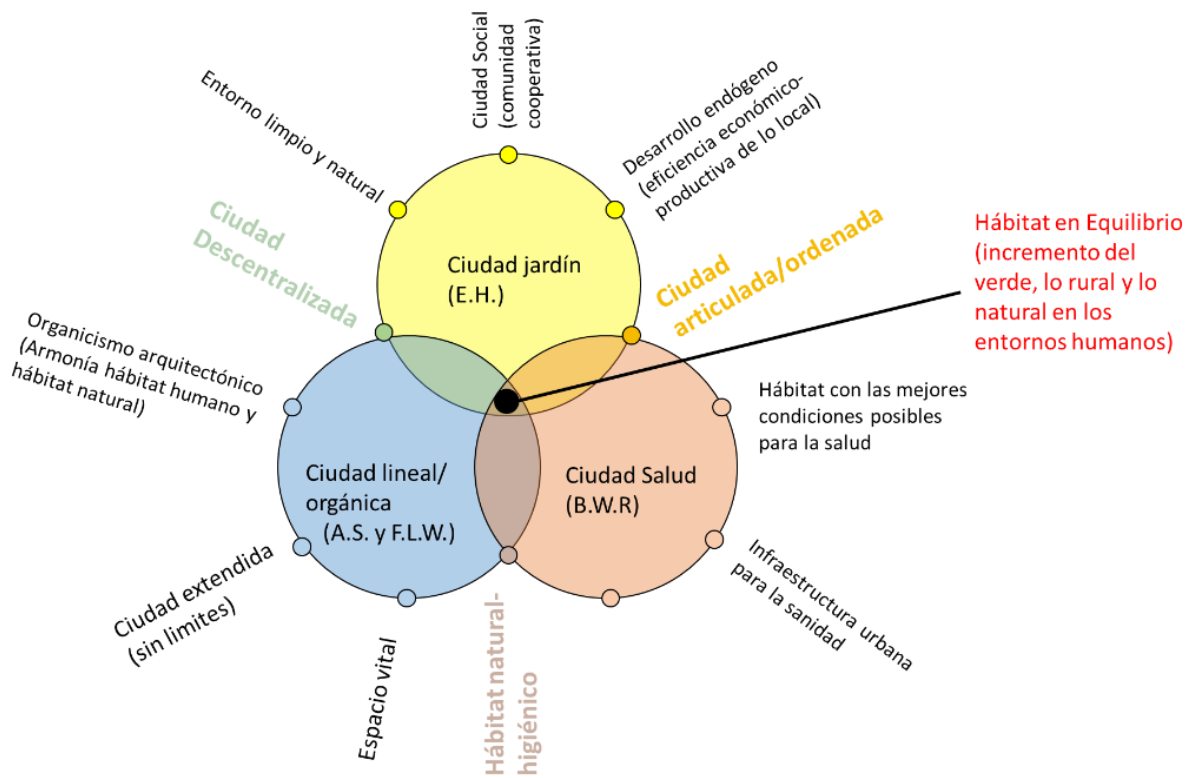 Ciudad Social
(comunidad
cooperativa)
Entorno limpio y natural
Desarrollo endógeno
(eficiencia económico-
productiva de lo local)
Ciudad
Descentralizada
Ciudad
articulada/ordenada
Hábitat en Equilibrio
(incremento del
verde, lo rural y lo
natural en los
entornos humanos)
Ciudad jardín
(E.H.)
Organicismo arquitectónico
(Armonía hábitat humano y
hábitat natural)
Hábitat con las mejores
condiciones posibles
para la salud
Ciudad lineal/
orgánica
(A.S. y F.L.W.)
Ciudad Salud
(B.W.R)
Ciudad extendida
(sin limites)
Espacio vital
Hábitat natural-
higiénico
Infraestructura urbana
para la sanidad